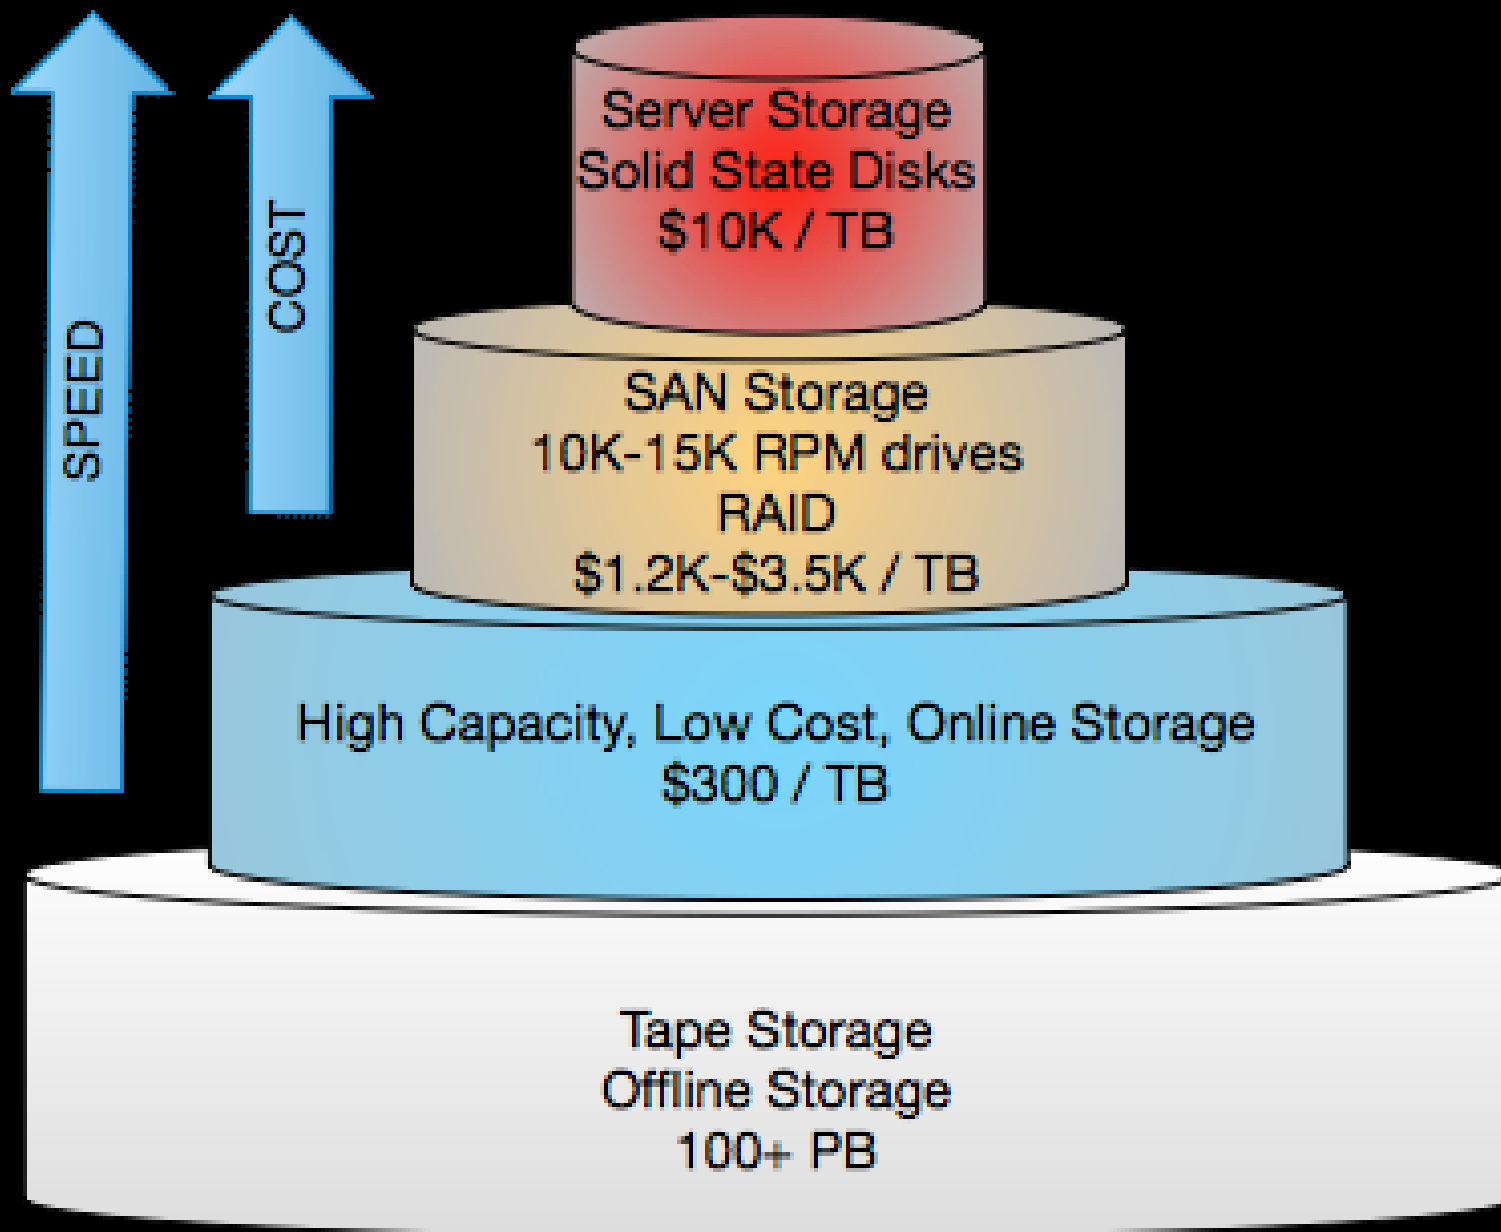 SPEED
COST
Server Storage
Solid State Disks
$10K / TB
SAN Storage
10K-15K RPM drives
RAID
$1.2K-$3.5K / TB
High Capacity, Low Cost, Online Storage
$300 / TB
Tape Storage
Offline Storage
100+ PB